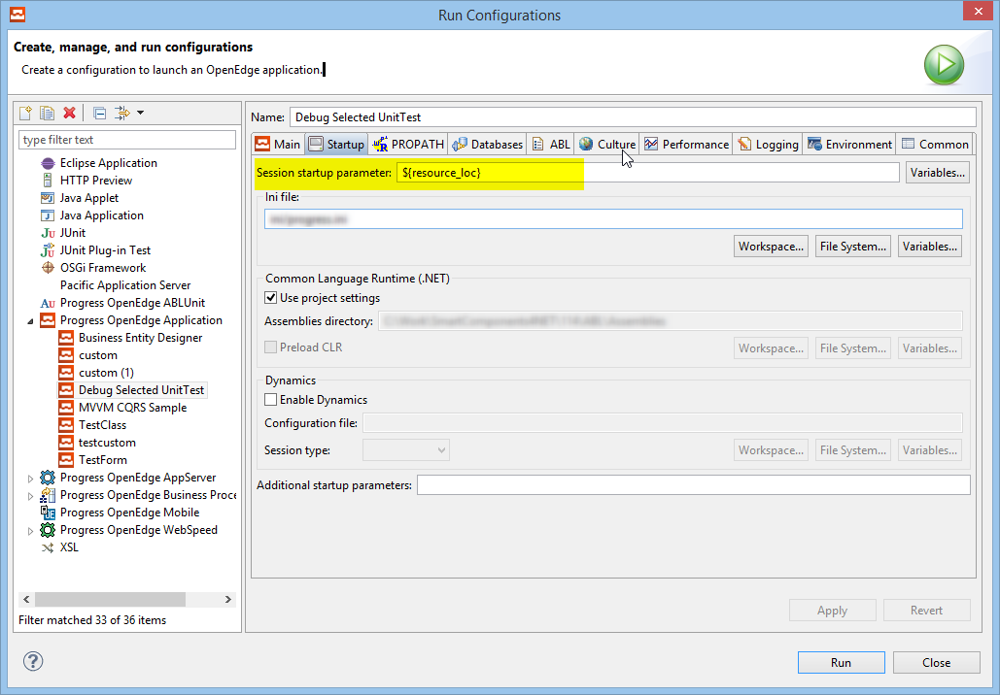 Run Configurations
Create, manage, and run configurations
Create a configuration to launch an OpenEdge application.
type filter text
Eclipse Application
HTTP Preview
Java Applet
Java Application
JUnit
JUnit Plug-in Test
OSGi Framework
Pacific Application Server
Progress OpenEdge ABLUnit
Progress OpenEdge Application
Business Entity Designer
custom
custom (1)
Debug Selected UnitTest
MVVM CQRS Sample
TestClass
testcustom
TestForm
Progress OpenEdge AppServer
Progress OpenEdge Business Proce
Progress OpenEdge Mobile
Progress OpenEdge WebSpeed
XSL
Filter matched 33 of 36 items
Name: Debug Selected UnitTest
Main Startup PROPATH Databases ABL Culture Performance Logging Environment Common
Session startup parameter: ${resource_loc} Variables...
Ini file:
Workspace... File System... Variables...
Common Language Runtime (.NET)
Use project settings
Assemblies directory:
Preload CLR Workspace... File System... Variables...
Dynamics
Enable Dynamics
Configuration file:
Session type: Workspace... File System... Variables...
Additional startup parameters:
Apply Revert
Run Close